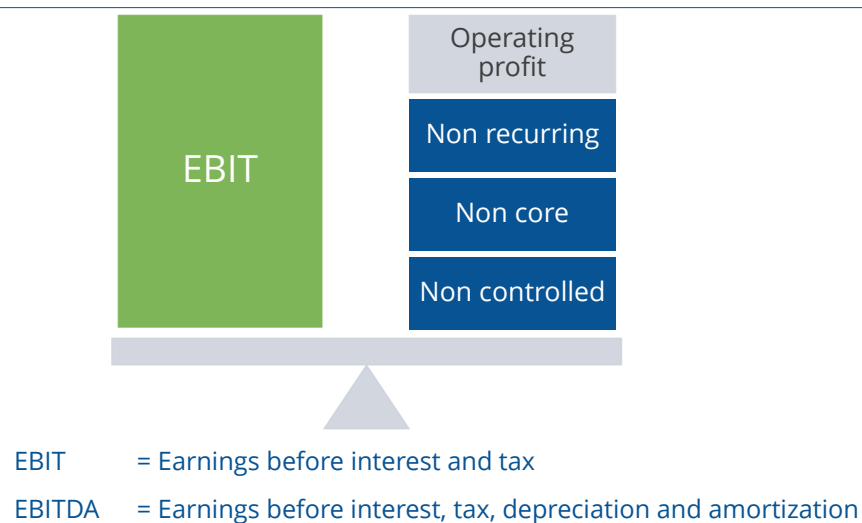 EBIT
Operating
profit
Non recurring
Non core
Non controlled
EBIT = Earnings before interest and tax
EBITDA = Earnings before interest, tax, depreciation and amortization